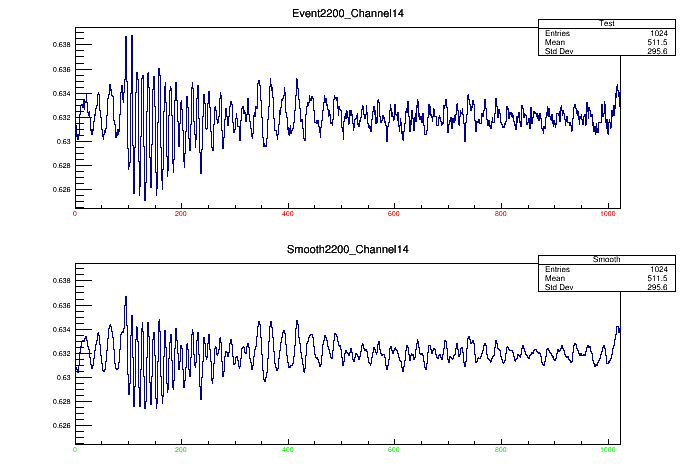 Event2200_Channel14
Test
Entries 1024
Mean 511.5
Std Dev 295.6
0.638
0.636
0.634
0.632
0.63
0.628
0.626
0 200 400 600 800 1000
Smooth2200_Channel14
Smooth
Entries 1024
Mean 511.5
Std Dev 295.6
0.638
0.636
0.634
0.632
0.63
0.628
0.626
0 200 400 600 800 1000